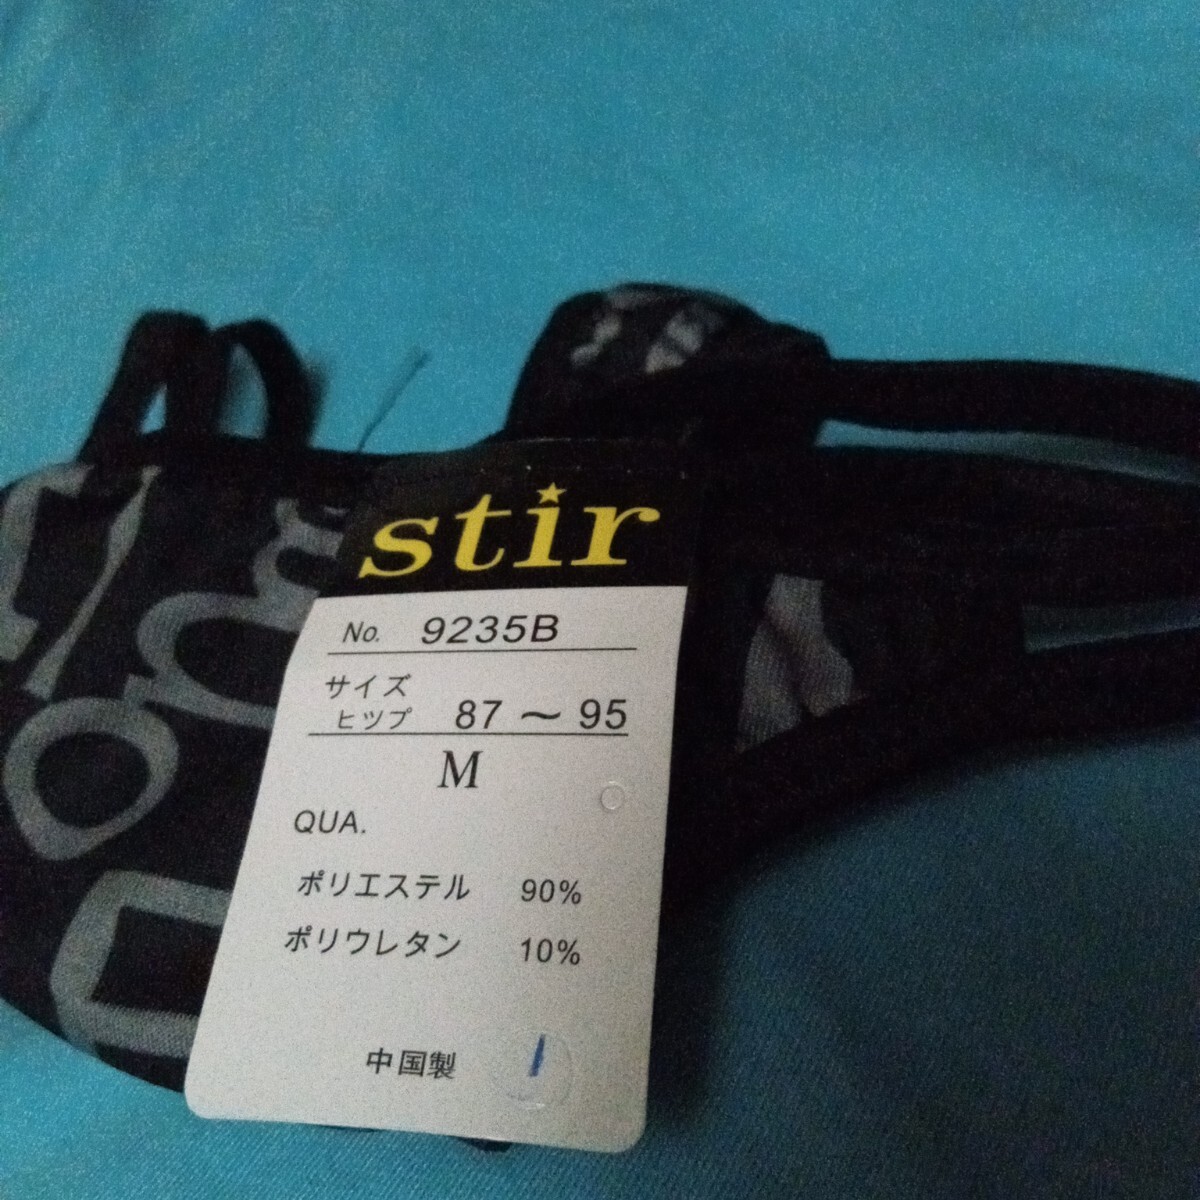 stir
No. 9235B
サイズ
ヒップ 87 〜 95
M
QUA.
ポリエステル 90%
ポリウレタン 10%
中国製